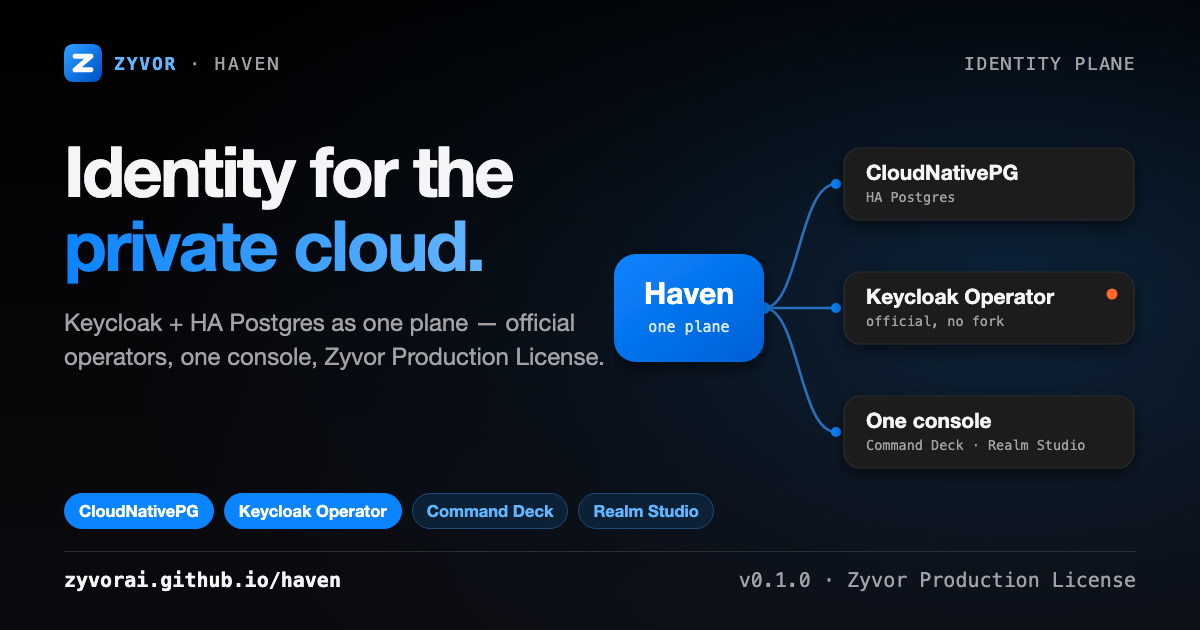 Z ZYVOR · HAVEN
IDENTITY PLANE
Identity for the
private cloud.
Keycloak + HA Postgres as one plane — official
operators, one console, Zyvor Production License.
Haven
one plane
CloudNativePG
HA Postgres
Keycloak Operator
official, no fork
One console
Command Deck · Realm Studio
CloudNativePG
Keycloak Operator
Command Deck
Realm Studio
zyvorai.github.io/haven
v0.1.0 · Zyvor Production License